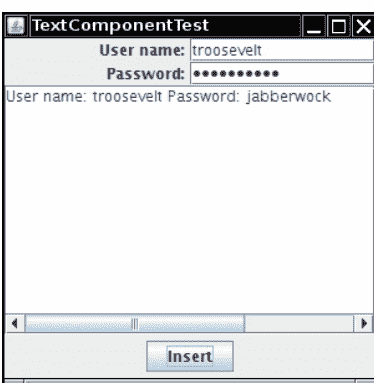 TextComponentTest
User name: troosevelt
Password: ••••••••••
User name: troosevelt Password: jabberwock
Insert